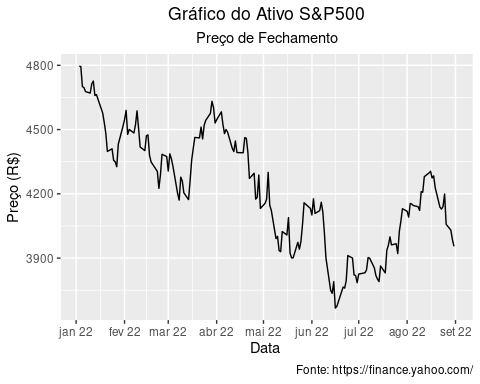 Gráfico do Ativo S&P500
Preço de Fechamento
4800
4500
4200
3900
Preço (R$)
jan 22 fev 22 mar 22 abr 22 mai 22 jun 22 jul 22 ago 22 set 22
Data
Fonte: https://finance.yahoo.com/